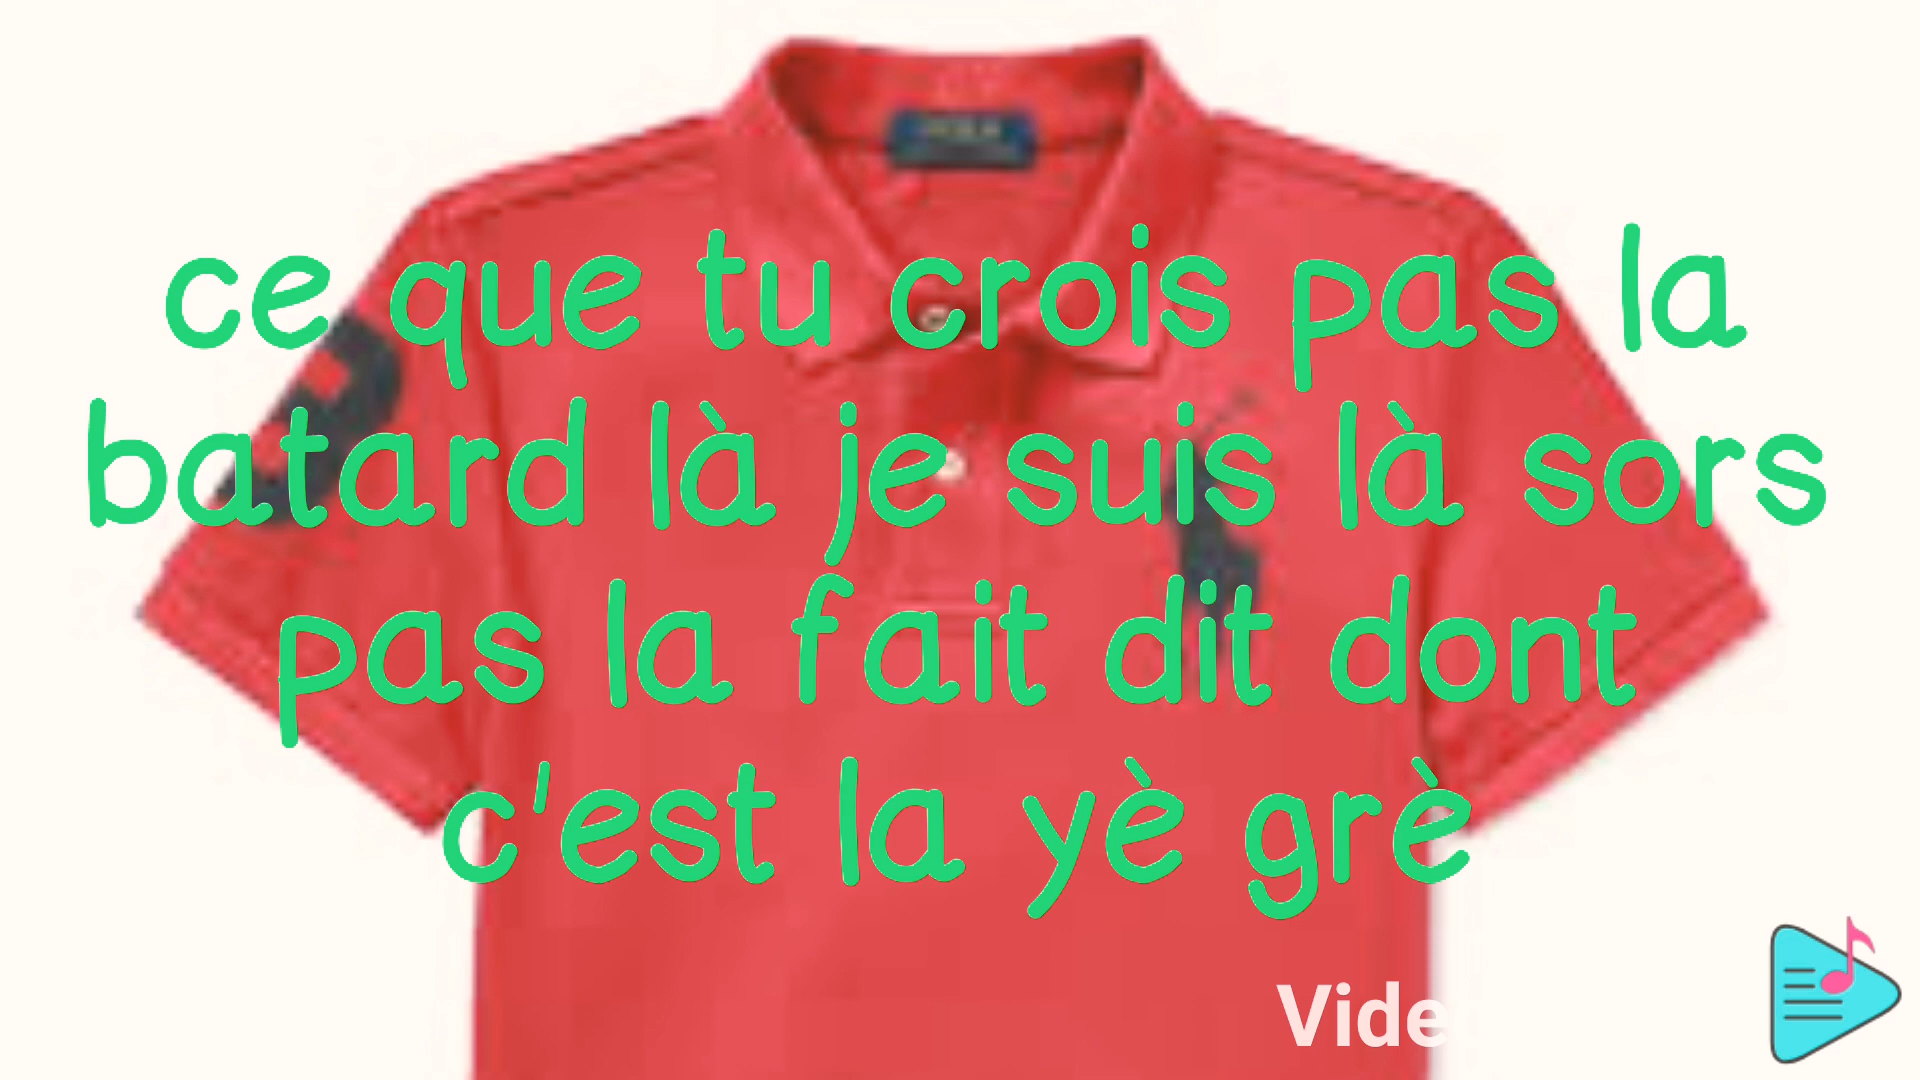 ce que tu crois pas la
batard là je suis là sors
pas la fait dit dont
c'est la yè grè
Vide